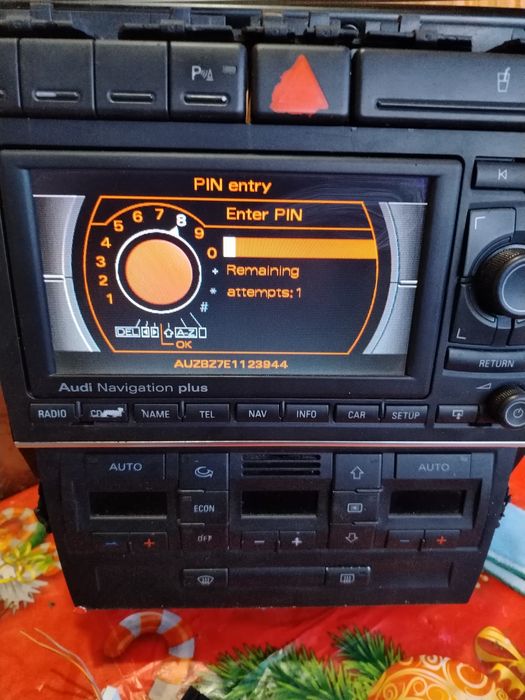 P
PIN entry
Enter PIN
1 2 3 4 5 6 7 8 9 0 + * #
Remaining
attempts: 1
DEL A-Z
OK
AUZ8Z7E1123944
Audi Navigation plus
RETURN
RADIO CD NAME TEL NAV INFO CAR SETUP
AUTO AUTO
ECON
OFF
− + − + − +